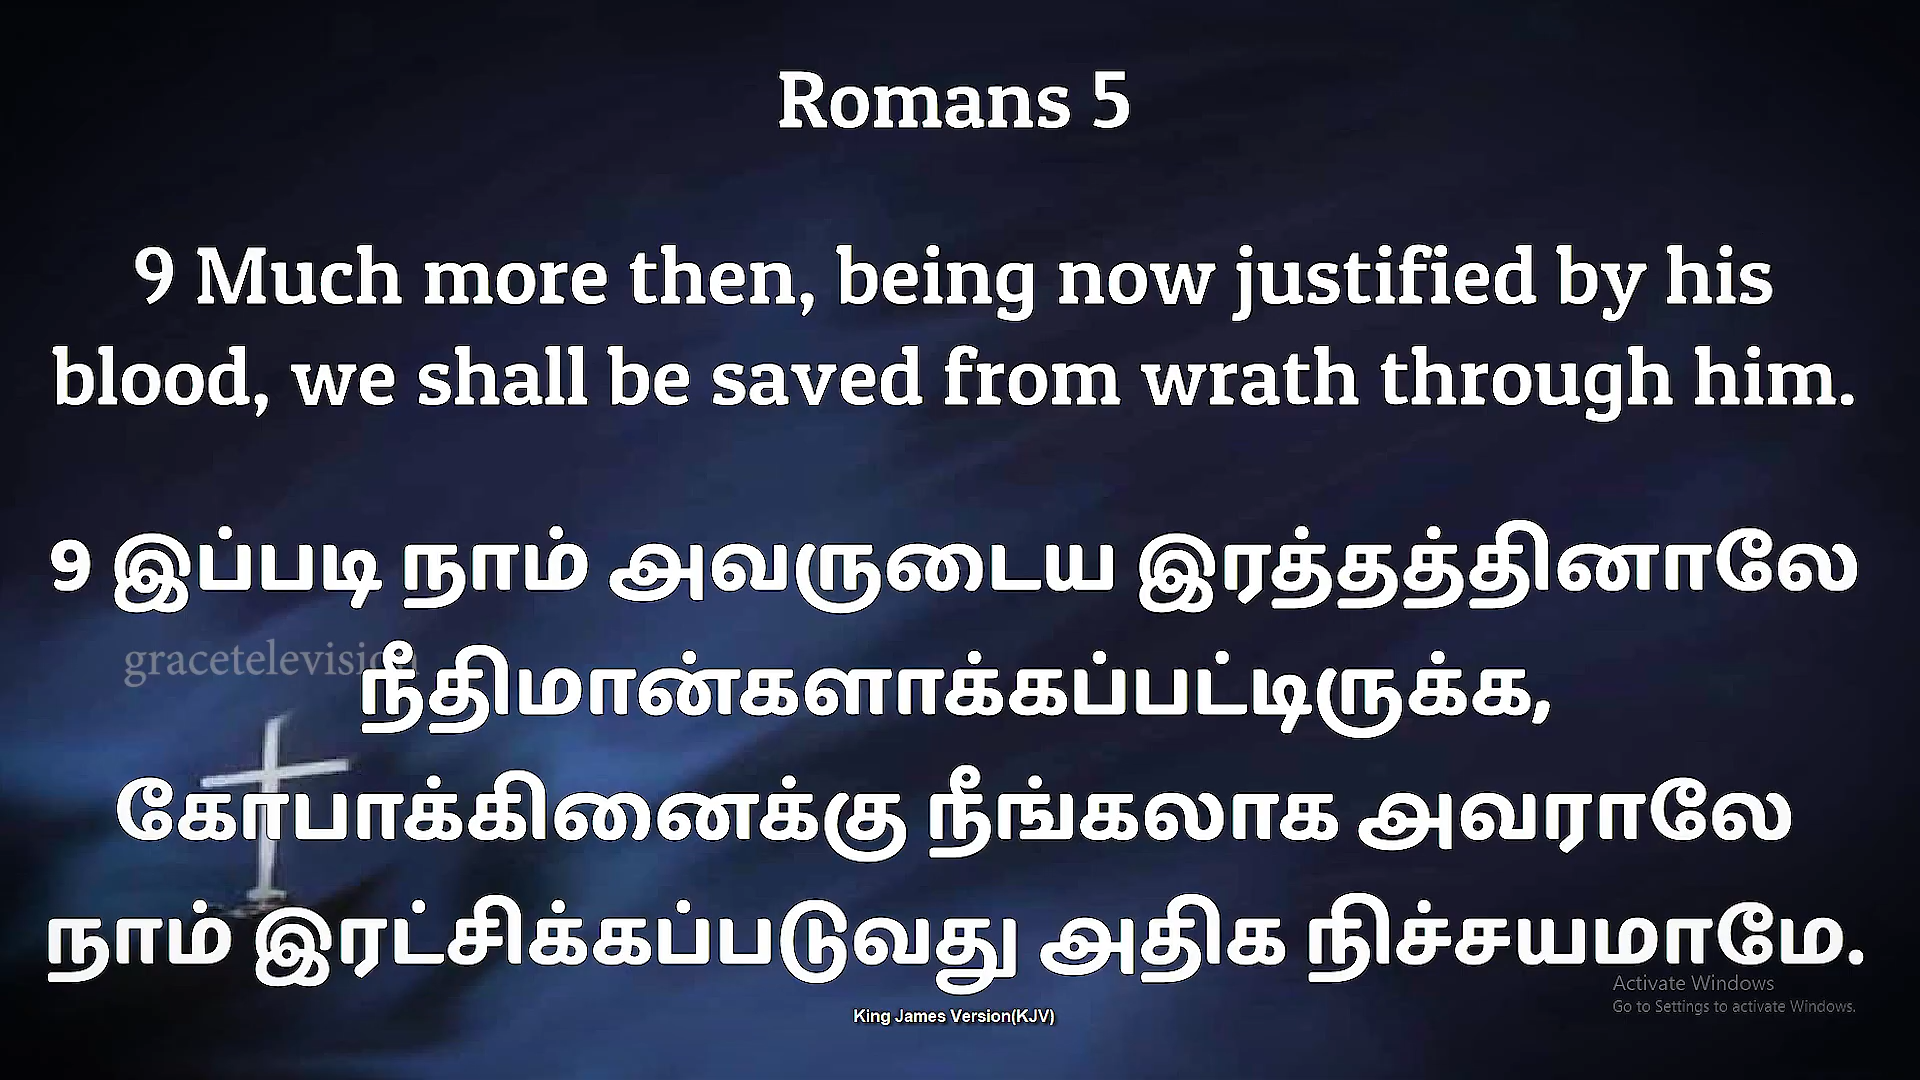 Romans 5
9 Much more then, being now justified by his
blood, we shall be saved from wrath through him.
9 இப்படி நாம் அவருடைய இரத்தத்தினாலே
gracetelevision
நீதிமான்களாக்கப்பட்டிருக்க,
கோபாக்கினைக்கு நீங்கலாக அவராலே
நாம் இரட்சிக்கப்படுவது அதிக நிச்சயமாமே.
Activate Windows
Go to Settings to activate Windows.
King James Version(KJV)